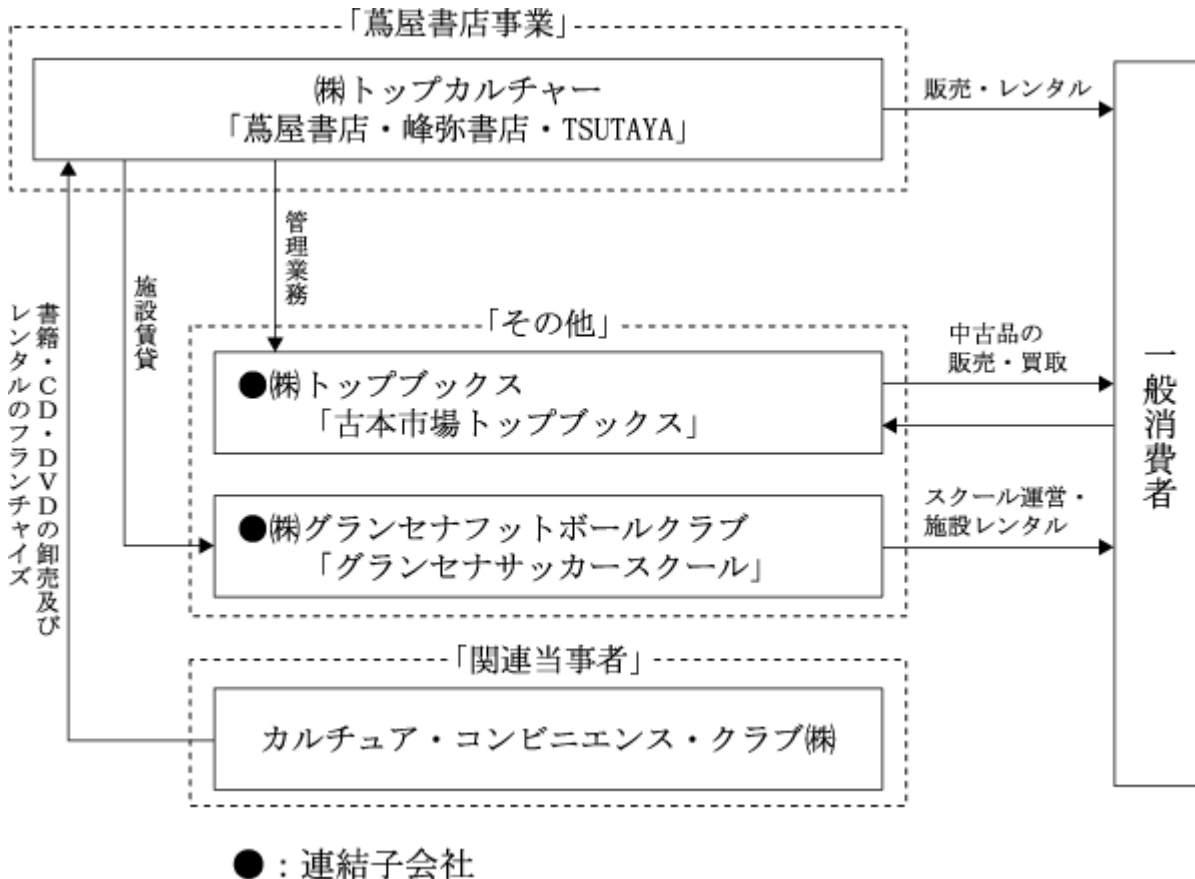 「蔦屋書店事業」
㈱トップカルチャー
「蔦屋書店・峰弥書店・TSUTAYA」
販売・レンタル
管理業務
施設賃貸
書籍・CD・DVDの卸売及び
レンタルのフランチャイズ
「その他」
●㈱トップブックス
「古本市場トップブックス」
中古品の
販売・買取
●㈱グランセナフットボールクラブ
「グランセナサッカースクール」
スクール運営・
施設レンタル
一般消費者
「関連当事者」
カルチュア・コンビニエンス・クラブ㈱
●：連結子会社